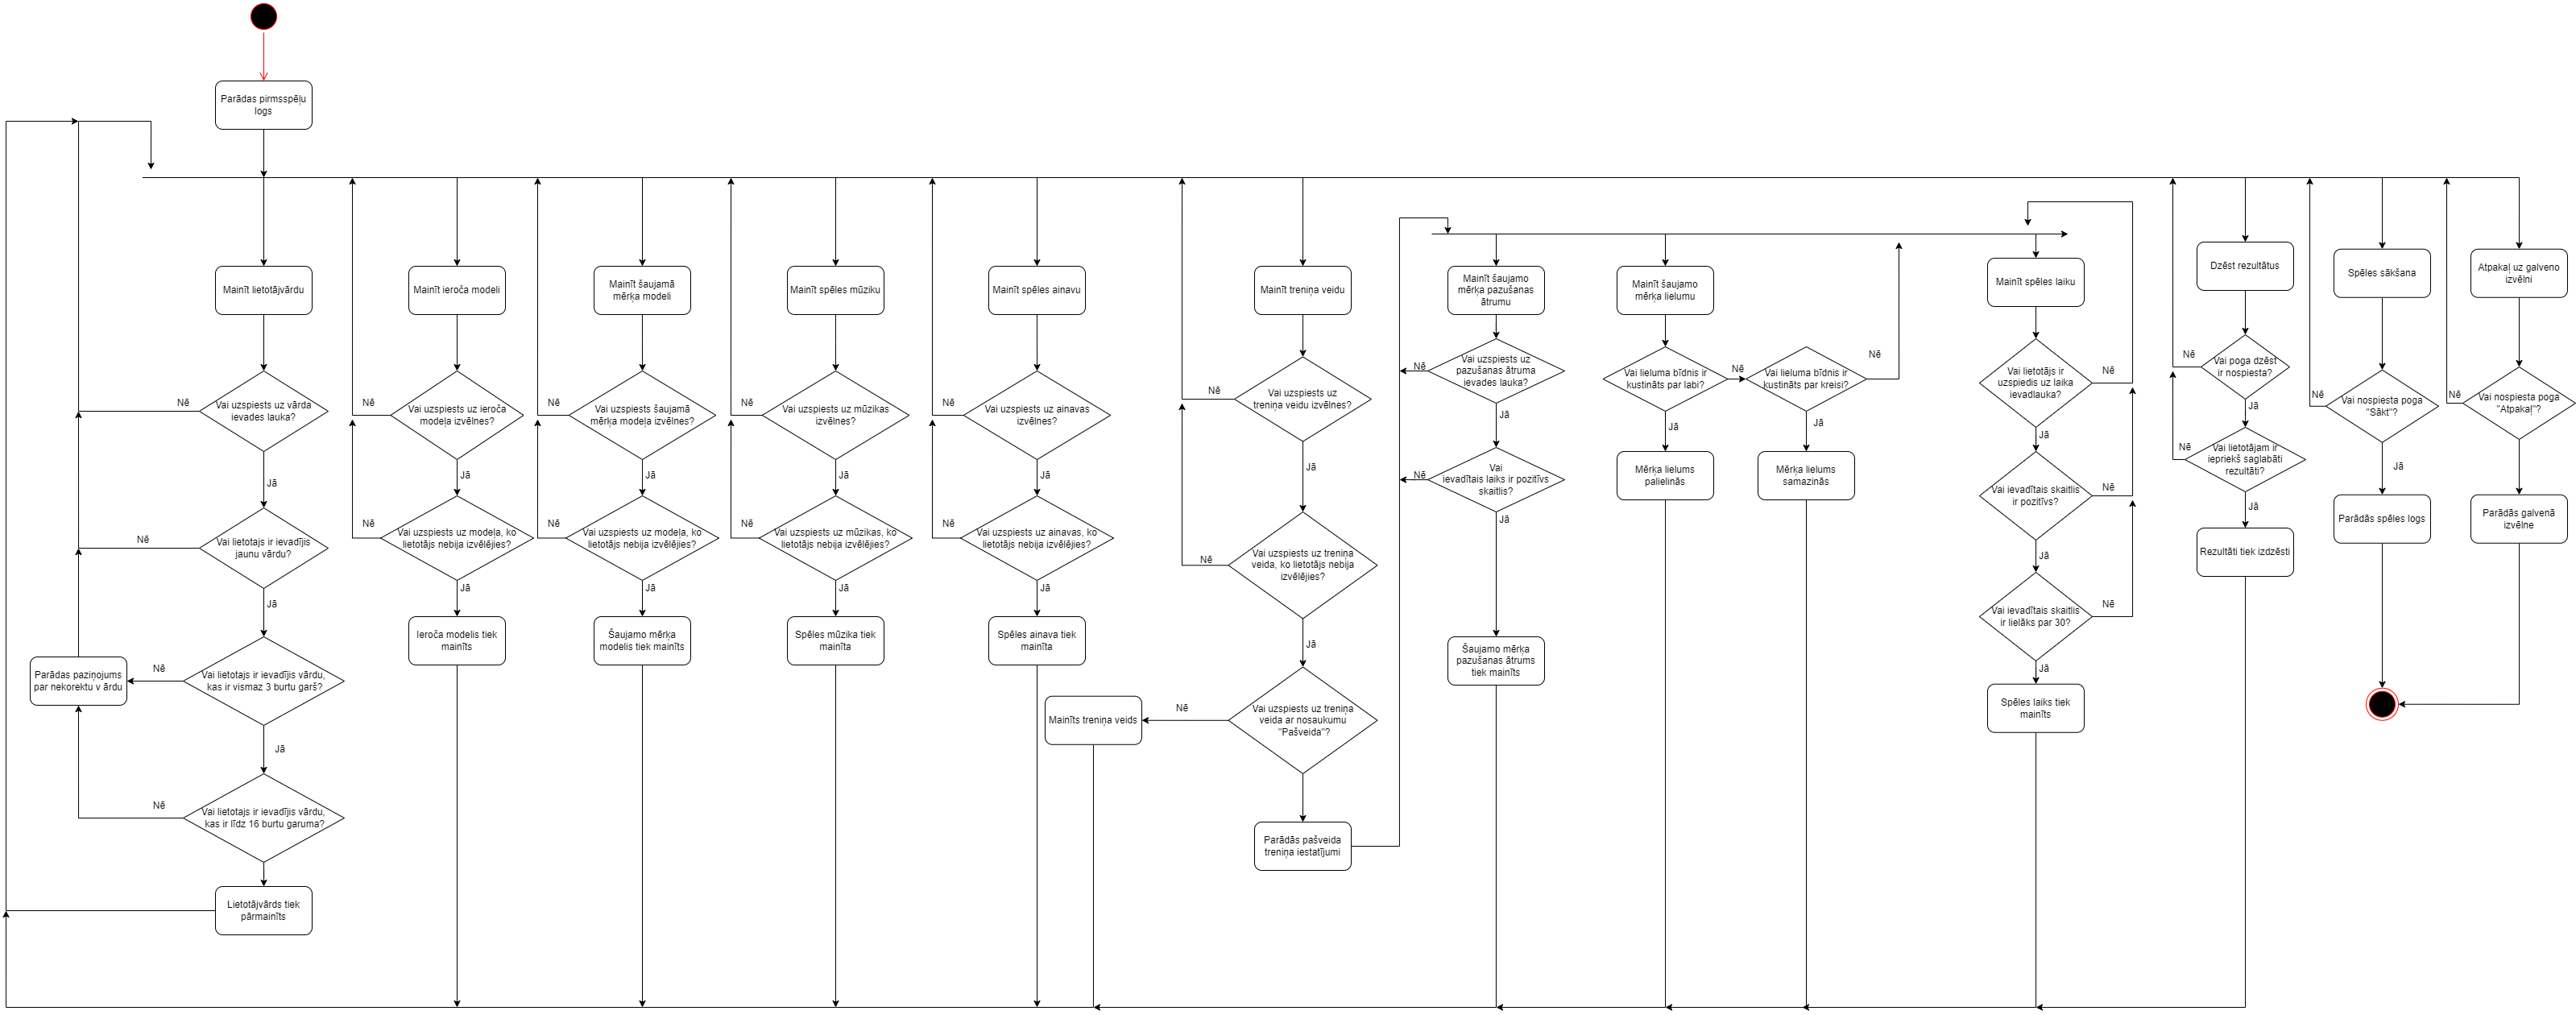 Parādas pirmsspēļu
logs
Mainīt lietotājvārdu
Vai uzspiests uz vārda
ievades lauka?
Nē
Jā
Vai lietotajs ir ievadījis
jaunu vārdu?
Nē
Jā
Vai lietotajs ir ievadījis vārdu,
kas ir vismaz 3 burtu garš?
Nē
Parādas paziņojums
par nekorektu v ārdu
Jā
Vai lietotajs ir ievadījis vārdu,
kas ir līdz 16 burtu garuma?
Nē
Lietotājvārds tiek
pārmainīts
Mainīt ieroča modeli
Vai uzspiests uz ieroča
modeļa izvēlnes?
Nē
Jā
Vai uzspiests uz modeļa, ko
lietotājs nebija izvēlējies?
Nē
Jā
Ieroča modelis tiek
mainīts
Mainīt šaujamā
mērķa modeli
Vai uzspiests šaujamā
mērķa modeļa izvēlnes?
Nē
Jā
Vai uzspiests uz modeļa, ko
lietotājs nebija izvēlējies?
Nē
Jā
Šaujamo mērķa
modelis tiek mainīts
Mainīt spēles mūziku
Vai uzspiests uz mūzikas
izvēlnes?
Nē
Jā
Vai uzspiests uz mūzikas, ko
lietotājs nebija izvēlējies?
Nē
Jā
Spēles mūzika tiek
mainīta
Mainīt spēles ainavu
Vai uzspiests uz ainavas
izvēlnes?
Nē
Jā
Vai uzspiests uz ainavas, ko
lietotājs nebija izvēlējies?
Nē
Jā
Spēles ainava tiek
mainīta
Mainīt treniņa veidu
Vai uzspiests uz
treniņa veidu izvēlnes?
Nē
Jā
Vai uzspiests uz treniņa
veida, ko lietotājs nebija
izvēlējies?
Nē
Jā
Vai uzspiests uz treniņa
veida ar nosaukumu
"Pašveida"?
Nē
Mainīts treniņa veids
Parādās pašveida
treniņa iestatījumi
Mainīt šaujamo
mērķa pazušanas
ātrumu
Vai uzspiests uz
pazušanas ātruma
ievades lauka?
Nē
Jā
Vai
ievadītais laiks ir pozitīvs
skaitlis?
Nē
Jā
Šaujamo mērķa
pazušanas ātrums
tiek mainīts
Mainīt šaujamo
mērķa lielumu
Vai lieluma bīdnis ir
kustināts par labi?
Nē
Jā
Mērķa lielums
palielinās
Vai lieluma bīdnis ir
kustināts par kreisi?
Nē
Jā
Mērķa lielums
samazinās
Mainīt spēles laiku
Vai lietotājs ir
uzspiedis uz laika
ievadlauka?
Nē
Jā
Vai ievadītais skaitlis
ir pozitīvs?
Nē
Jā
Vai ievadītais skaitlis
ir lielāks par 30?
Nē
Jā
Spēles laiks tiek
mainīts
Dzēst rezultātus
Vai poga dzēst
ir nospiesta?
Nē
Jā
Vai lietotājam ir
iepriekš saglabāti
rezultāti?
Nē
Jā
Rezultāti tiek izdzēsti
Spēles sākšana
Vai nospiesta poga
"Sākt"?
Nē
Jā
Parādās spēles logs
Atpakaļ uz galveno
izvēlni
Vai nospiesta poga
"Atpakaļ"?
Nē
Parādās galvenā
izvēlne